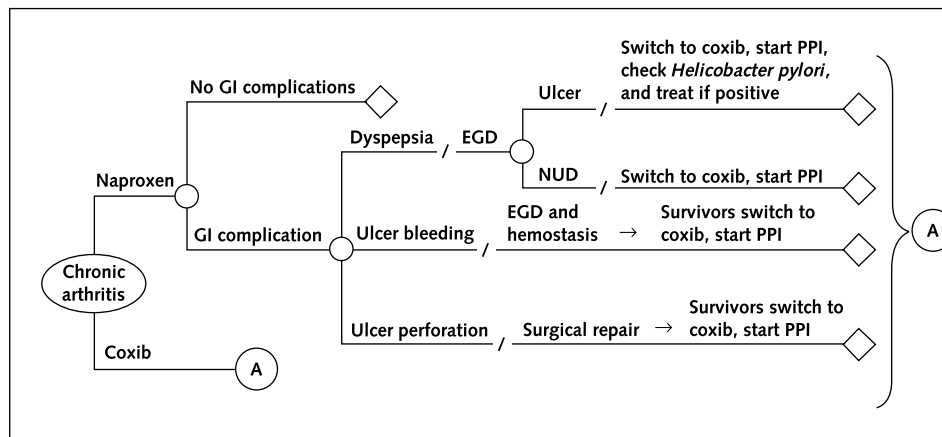 No GI complications
Naproxen
GI complication
Chronic
arthritis
Coxib
A
Dyspepsia / EGD
Ulcer /
Switch to coxib, start PPI,
check Helicobacter pylori,
and treat if positive
NUD / Switch to coxib, start PPI
Ulcer bleeding /
EGD and
hemostasis →
Survivors switch to
coxib, start PPI
Ulcer perforation / Surgical repair →
Survivors switch to
coxib, start PPI
A